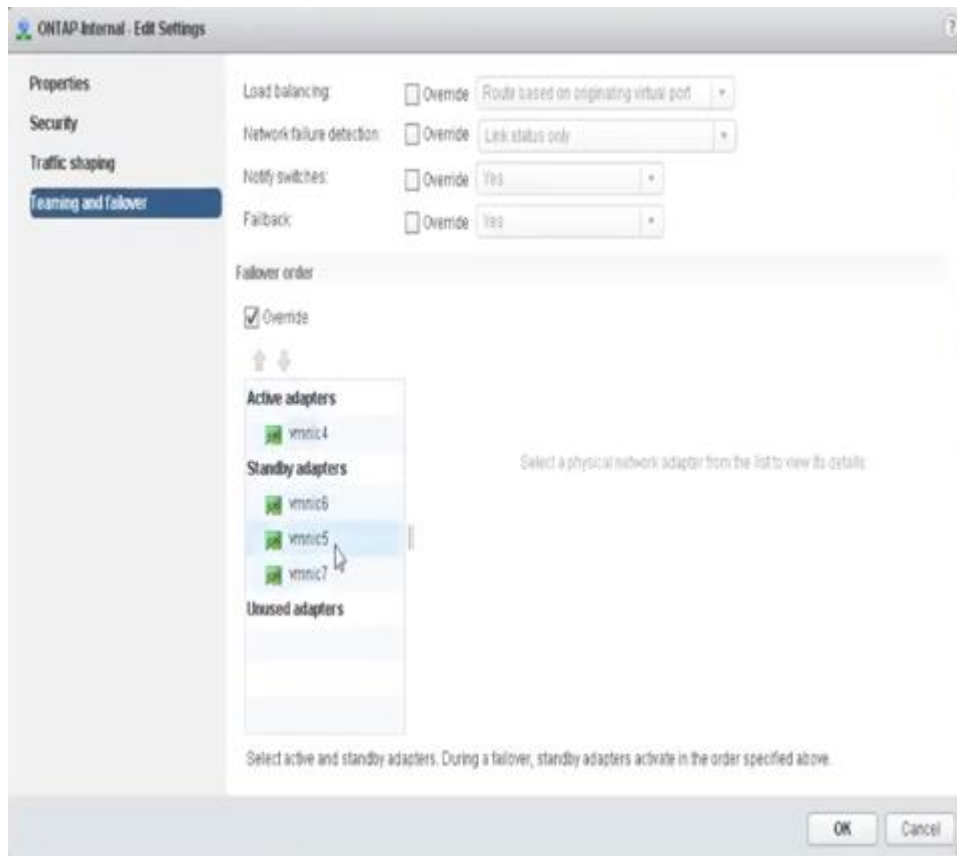 ONTAP-Internal - Edit Settings
?
Properties
Security
Traffic shaping
Teaming and failover
Load balancing: Override Route based on originating virtual port
Network failure detection: Override Link status only
Notify switches: Override Yes
Failback: Override Yes
Failover order
Override
Active adapters
vmnic4
Standby adapters
vmnic6
vmnic5
vmnic7
Unused adapters
Select a physical network adapter from the list to view its details.
Select active and standby adapters. During a failover, standby adapters activate in the order specified above.
OK Cancel